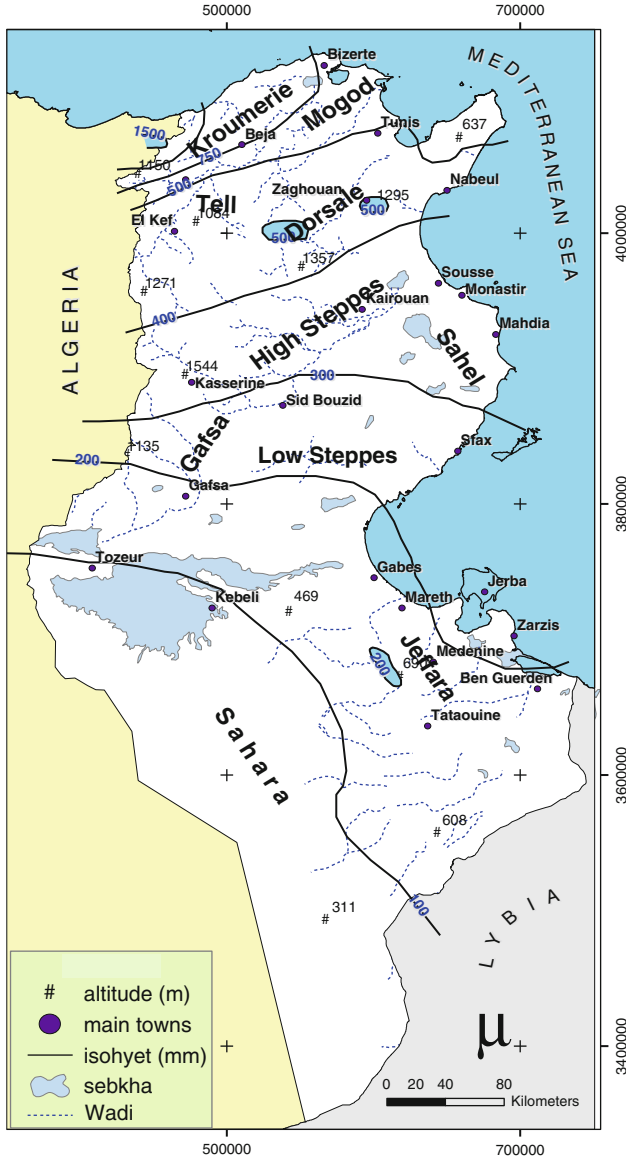 500000 700000
Bizerte
MEDITERRANEAN SEA
Kroumerie
Mogod
637
Tunis
1500
Beja
750
1150
500
Nabeul
Zaghouan
1295
500
Tell
1084
El Kef
Dorsale
500
4000000
1357
1271
Sousse
Monastir
Kairouan
ALGERIA
400
High Steppes
Mahdia
Sahel
1544
Kasserine
300
Sid Bouzid
Gafsa
Sfax
1135
Low Steppes
200
Gafsa
3800000
Tozeur
Gabes
Jerba
Kebeli
469
Mareth
Zarzis
Jeffara
Medenine
200
Ben Guerden
Tataouine
Sahara
3600000
608
100
311
LYBIA
# altitude (m)
main towns
isohyet (mm)
sebkha
Wadi
μ
3400000
0 20 40 80
Kilometers
500000 700000